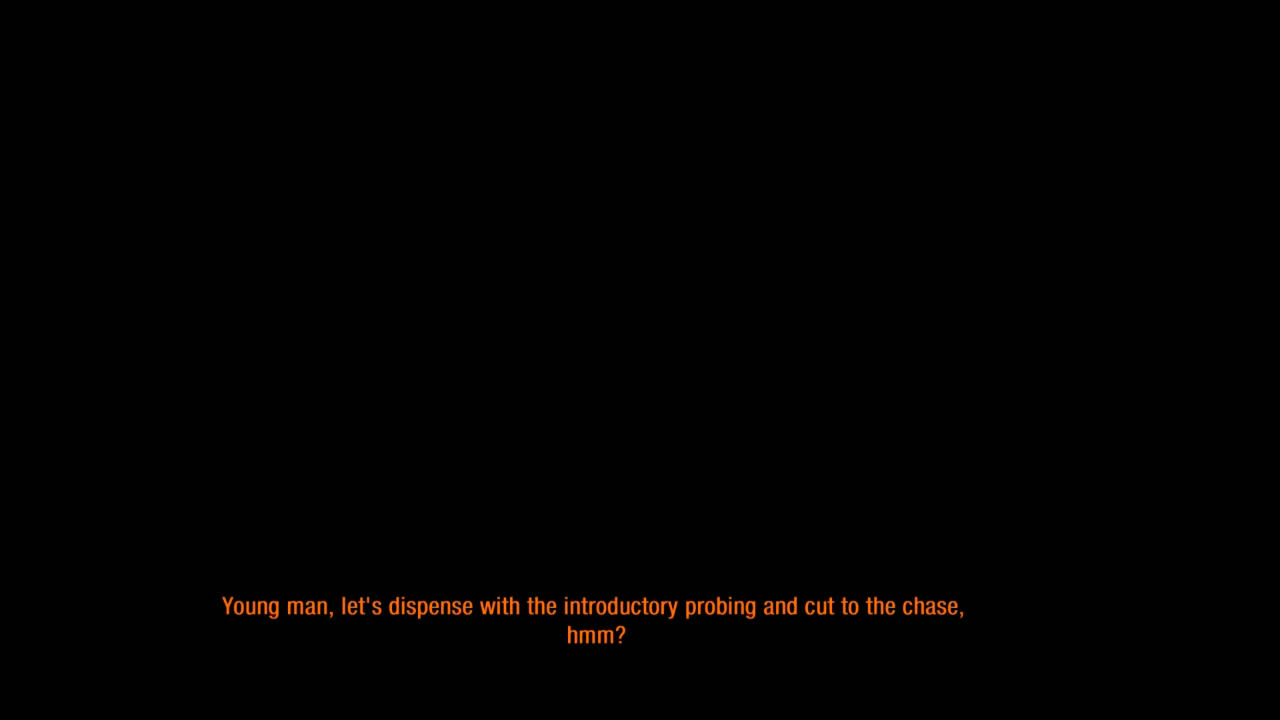 Young man, let's dispense with the introductory probing and cut to the chase,
hmm?